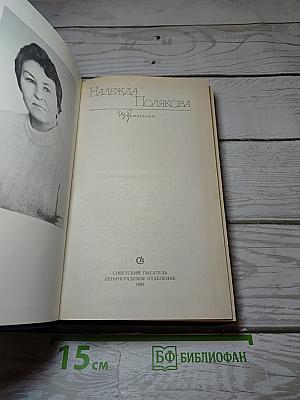 НАДЕЖДА
ПОЛЯКОВА
Избранное
СОВЕТСКИЙ ПИСАТЕЛЬ
ЛЕНИНГРАДСКОЕ ОТДЕЛЕНИЕ
15 см
БФ БИБЛИОФАН